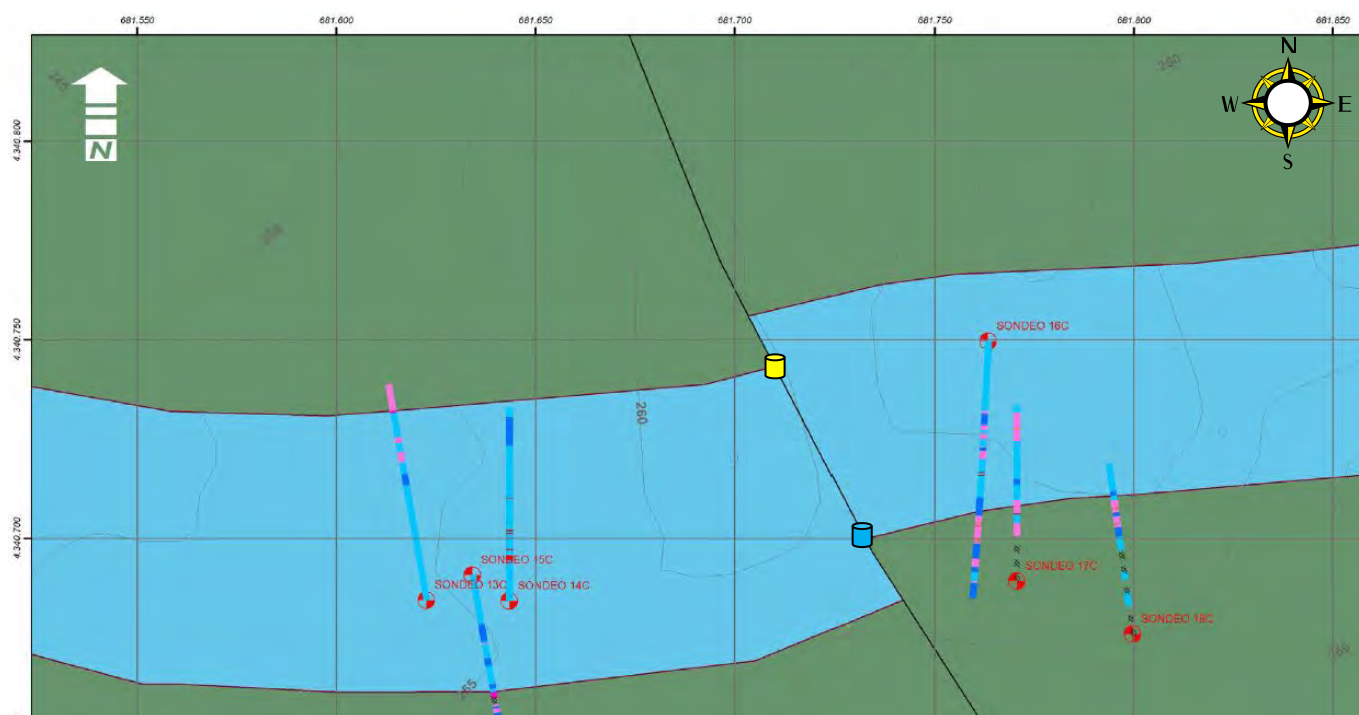 681.550 681.600 681.650 681.700 681.750 681.800 681.850
N
W E
S
N
260
4.340.800
4.340.750
SONDEO 16C
260
4.340.700
SONDEO 15C
SONDEO 17C
SONDEO 13C
SONDEO 14C
SONDEO 18C